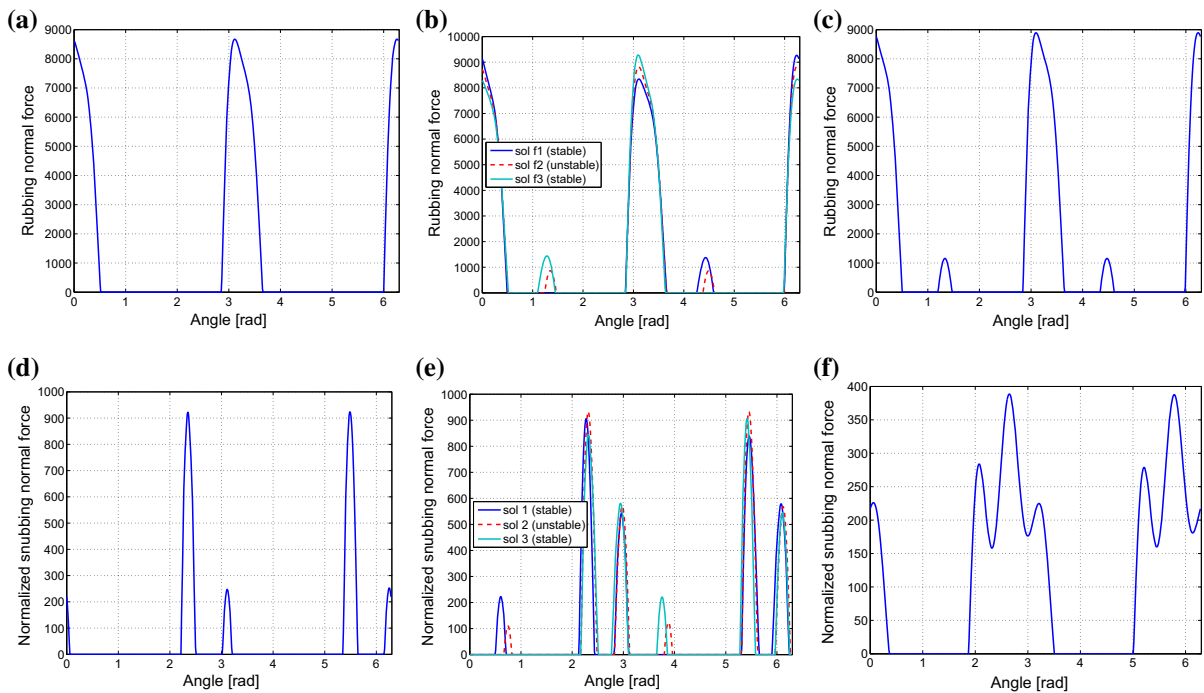 (a)
9000
8000
7000
6000
5000
4000
3000
2000
1000
0
Rubbing normal force
0 1 2 3 4 5 6
Angle [rad]
(b)
10000
9000
8000
7000
6000
5000
4000
3000
2000
1000
0
Rubbing normal force
sol f1 (stable)
sol f2 (unstable)
sol f3 (stable)
0 1 2 3 4 5 6
Angle [rad]
(c)
9000
8000
7000
6000
5000
4000
3000
2000
1000
0
Rubbing normal force
0 1 2 3 4 5 6
Angle [rad]
(d)
1000
900
800
700
600
500
400
300
200
100
0
Normalized snubbing normal force
0 1 2 3 4 5 6
Angle [rad]
(e)
1000
900
800
700
600
500
400
300
200
100
0
Normalized snubbing normal force
sol 1 (stable)
sol 2 (unstable)
sol 3 (stable)
0 1 2 3 4 5 6
Angle [rad]
(f)
400
350
300
250
200
150
100
50
0
Normalized snubbing normal force
0 1 2 3 4 5 6
Angle [rad]